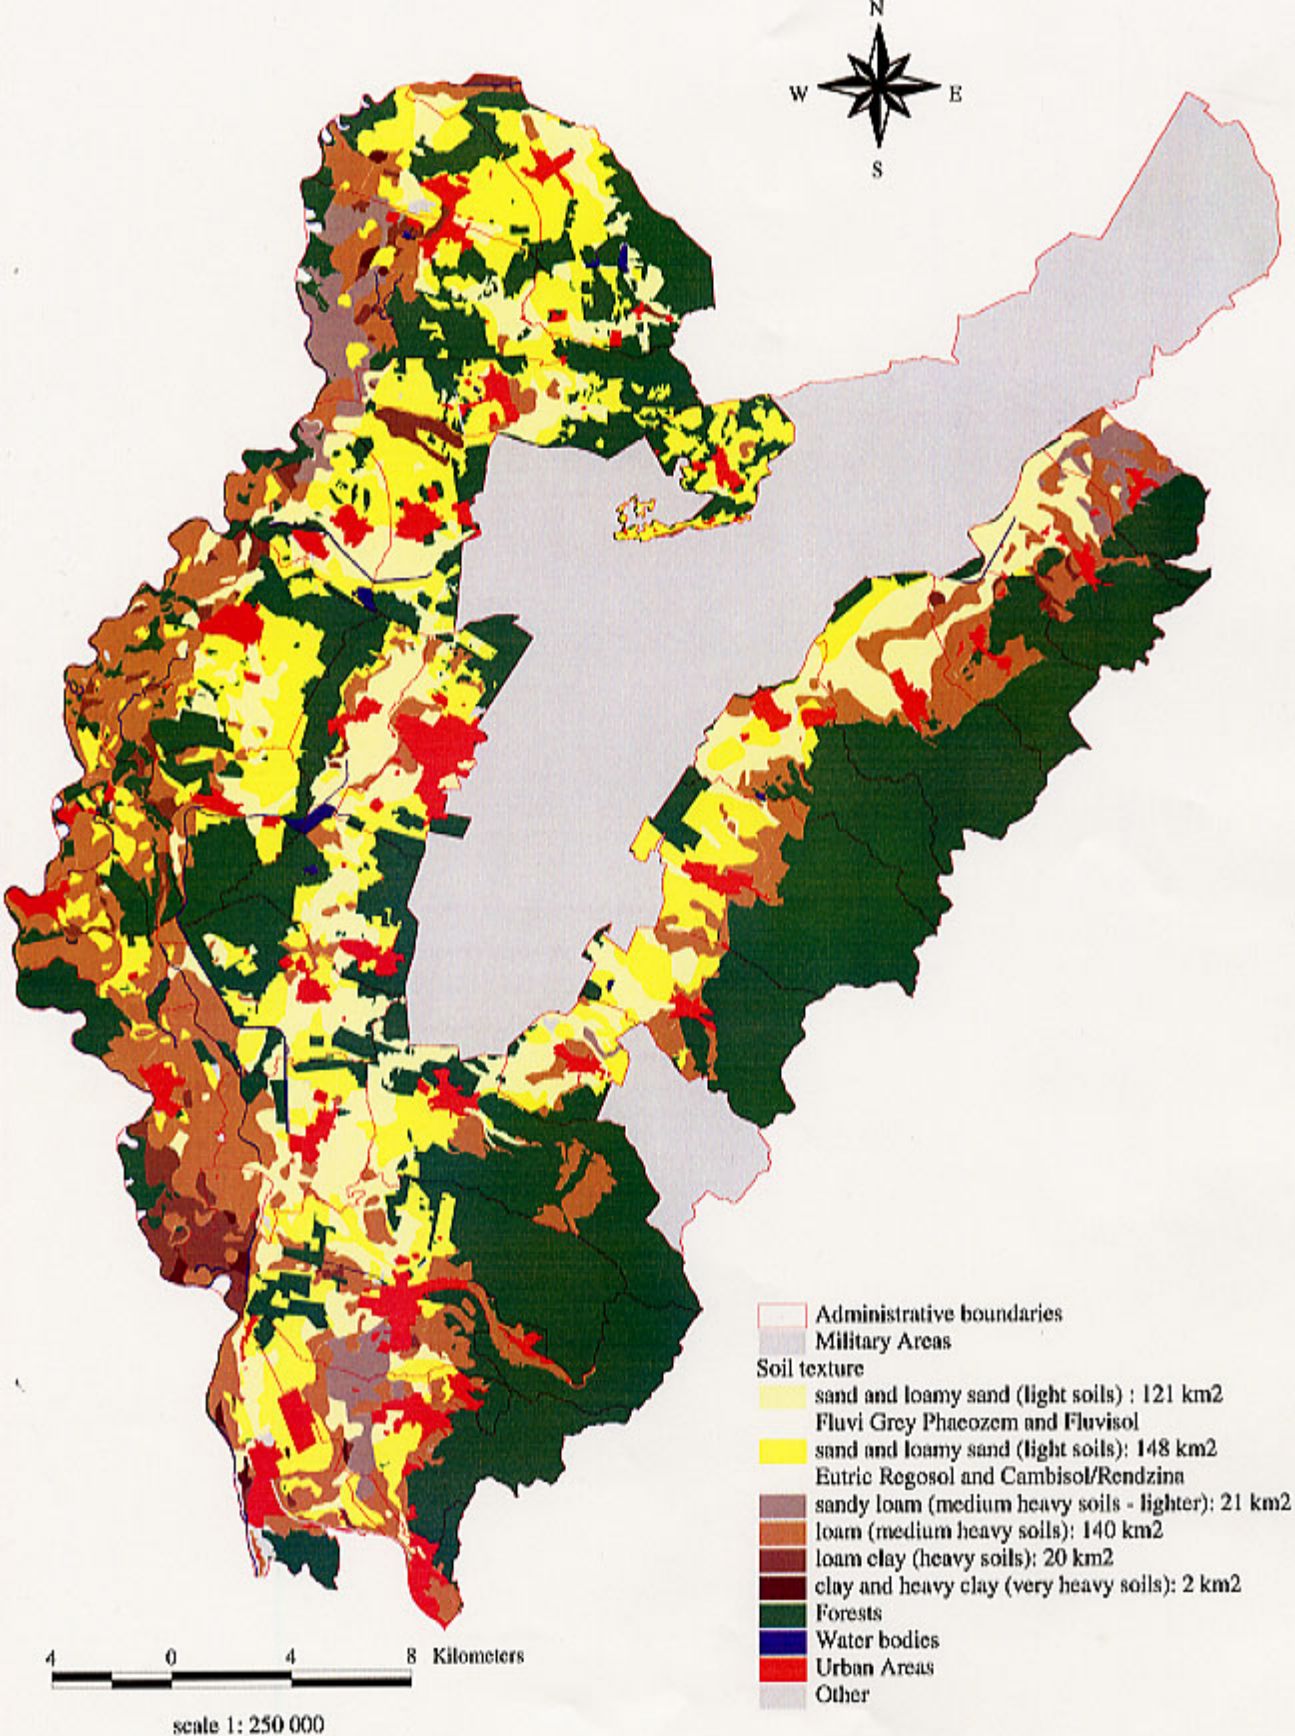 N
W E
S
Administrative boundaries
Military Areas
Soil texture
sand and loamy sand (light soils) : 121 km2
Fluvi Grey Phaeozem and Fluvisol
sand and loamy sand (light soils): 148 km2
Eutric Regosol and Cambisol/Rendzina
sandy loam (medium heavy soils - lighter): 21 km2
loam (medium heavy soils): 140 km2
loam clay (heavy soils): 20 km2
clay and heavy clay (very heavy soils): 2 km2
Forests
Water bodies
Urban Areas
Other
4 0 4 8 Kilometers
scale 1: 250 000